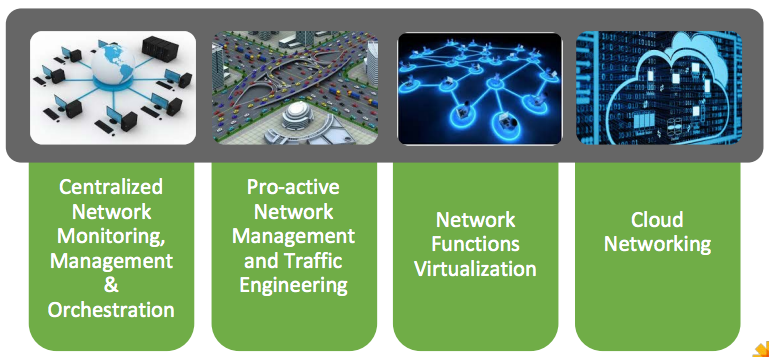 Centralized
Network
Monitoring,
Management
&
Orchestration
Pro-active
Network
Management
and Traffic
Engineering
Network
Functions
Virtualization
Cloud
Networking